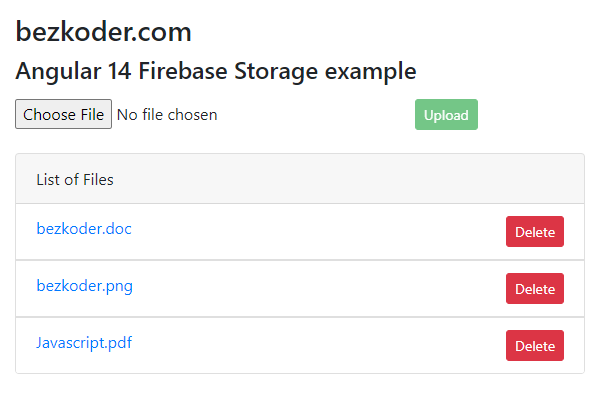 bezkoder.com
Angular 14 Firebase Storage example
Choose File No file chosen Upload
List of Files
bezkoder.doc Delete
bezkoder.png Delete
Javascript.pdf Delete